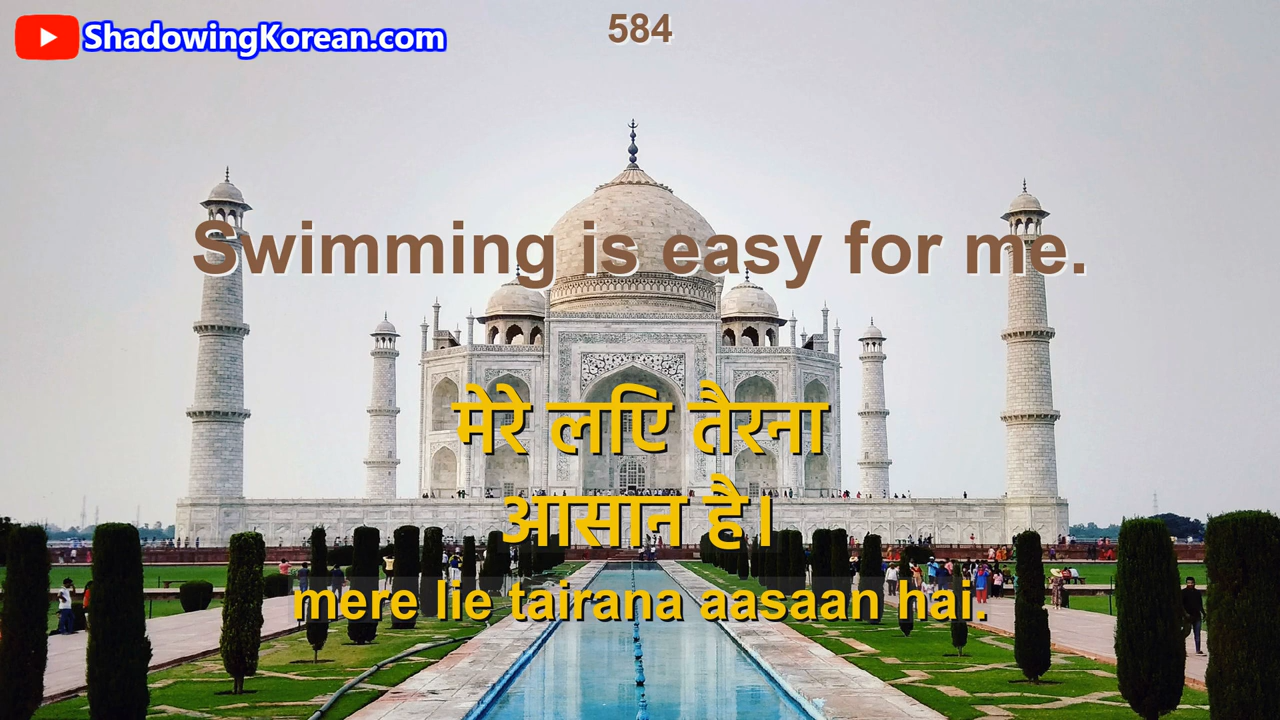 ShadowingKorean.com
584
Swimming is easy for me.
मेरे लिए तैरना
आसान है।
mere lie tairana aasaan hai.